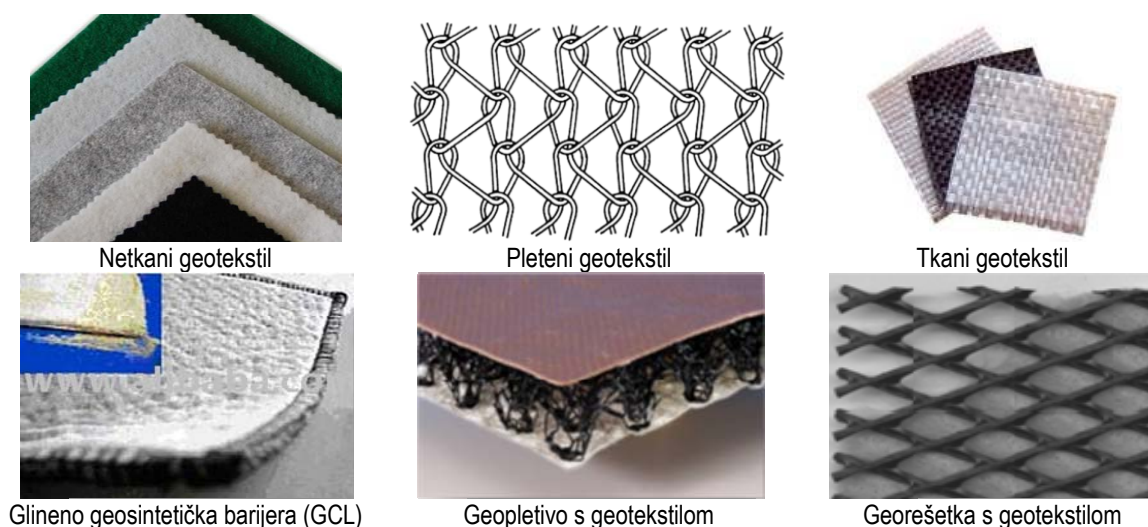 Netkani geotekstil
Pleteni geotekstil
Tkani geotekstil
Glineno geosintetička barijera (GCL)
Geopletivo s geotekstilom
Georešetka s geotekstilom